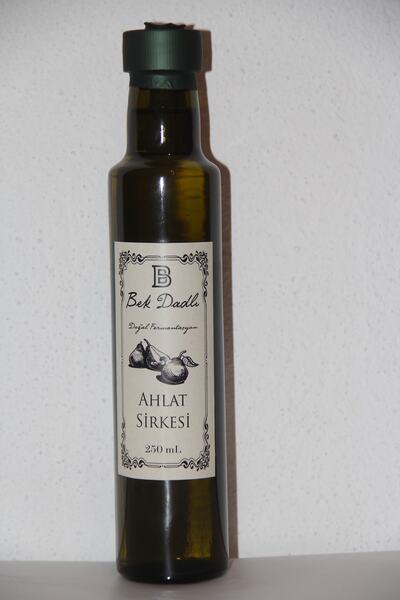 B
Bek Dadlı
Doğal Fermantasyon
AHLAT
SİRKESİ
250 mL